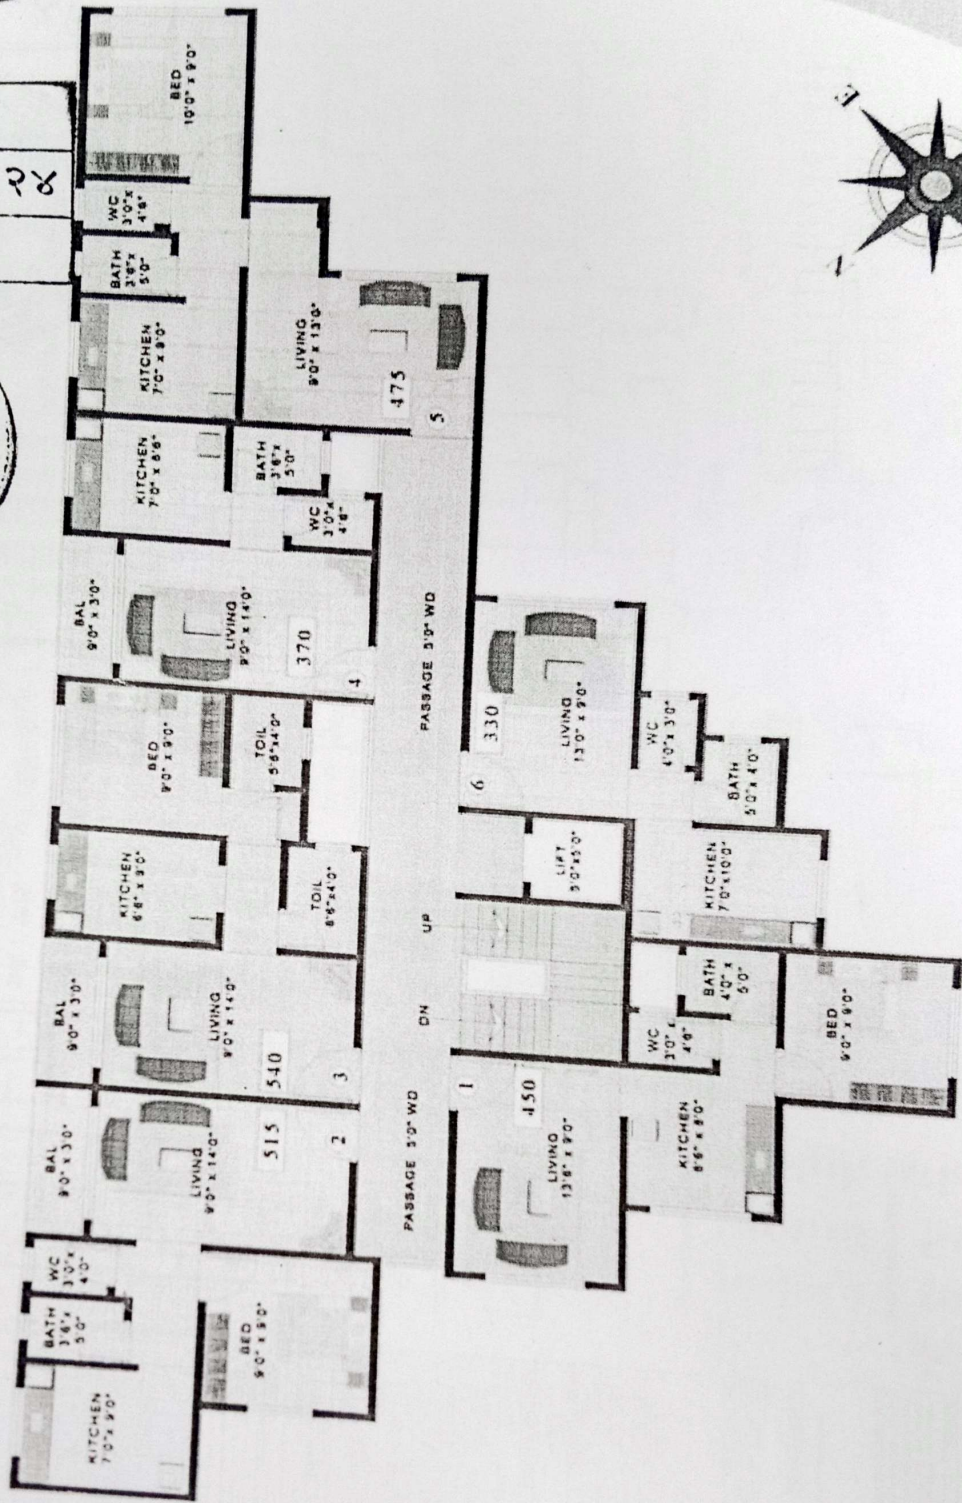 KITCHEN
7'0" x 9'0"
BATH
3'6"x
5'0"
WC
3'0"x
4'0"
BAL
9'0" x 3'0"
LIVING
9'0" x 14'0"
515
2
BED
9'0" x 9'0"
BAL
9'0" x 3'0"
LIVING
9'0" x 14'0"
540
3
KITCHEN
6'6" x 9'0"
TOIL
6'6"x4'0"
BED
9'0" x 9'0"
TOIL
5'6"x4'0"
BAL
9'0" x 3'0"
LIVING
9'0" x 14'0"
370
4
KITCHEN
7'0" x 8'6"
BATH
3'6"x
5'0"
WC
3'0"x
4'6"
KITCHEN
7'0" x 9'0"
BATH
3'6"x
5'0"
WC
3'0"x
4'6"
BED
10'0" x 9'0"
LIVING
9'0" x 13'0"
475
5
PASSAGE 5'0" WD
DN
UP
PASSAGE 5'0" WD
1
450
LIVING
13'6" x 9'0"
KITCHEN
8'6" x 8'0"
WC
3'0" x
4'6"
BATH
4'0" x
5'0"
BED
9'0" x 9'0"
LIFT
5'0"x5'0"
6
330
LIVING
13'0" x 9'0"
WC
4'0"x 3'0"
BATH
5'0"x 4'0"
KITCHEN
7'0"x10'0"
E